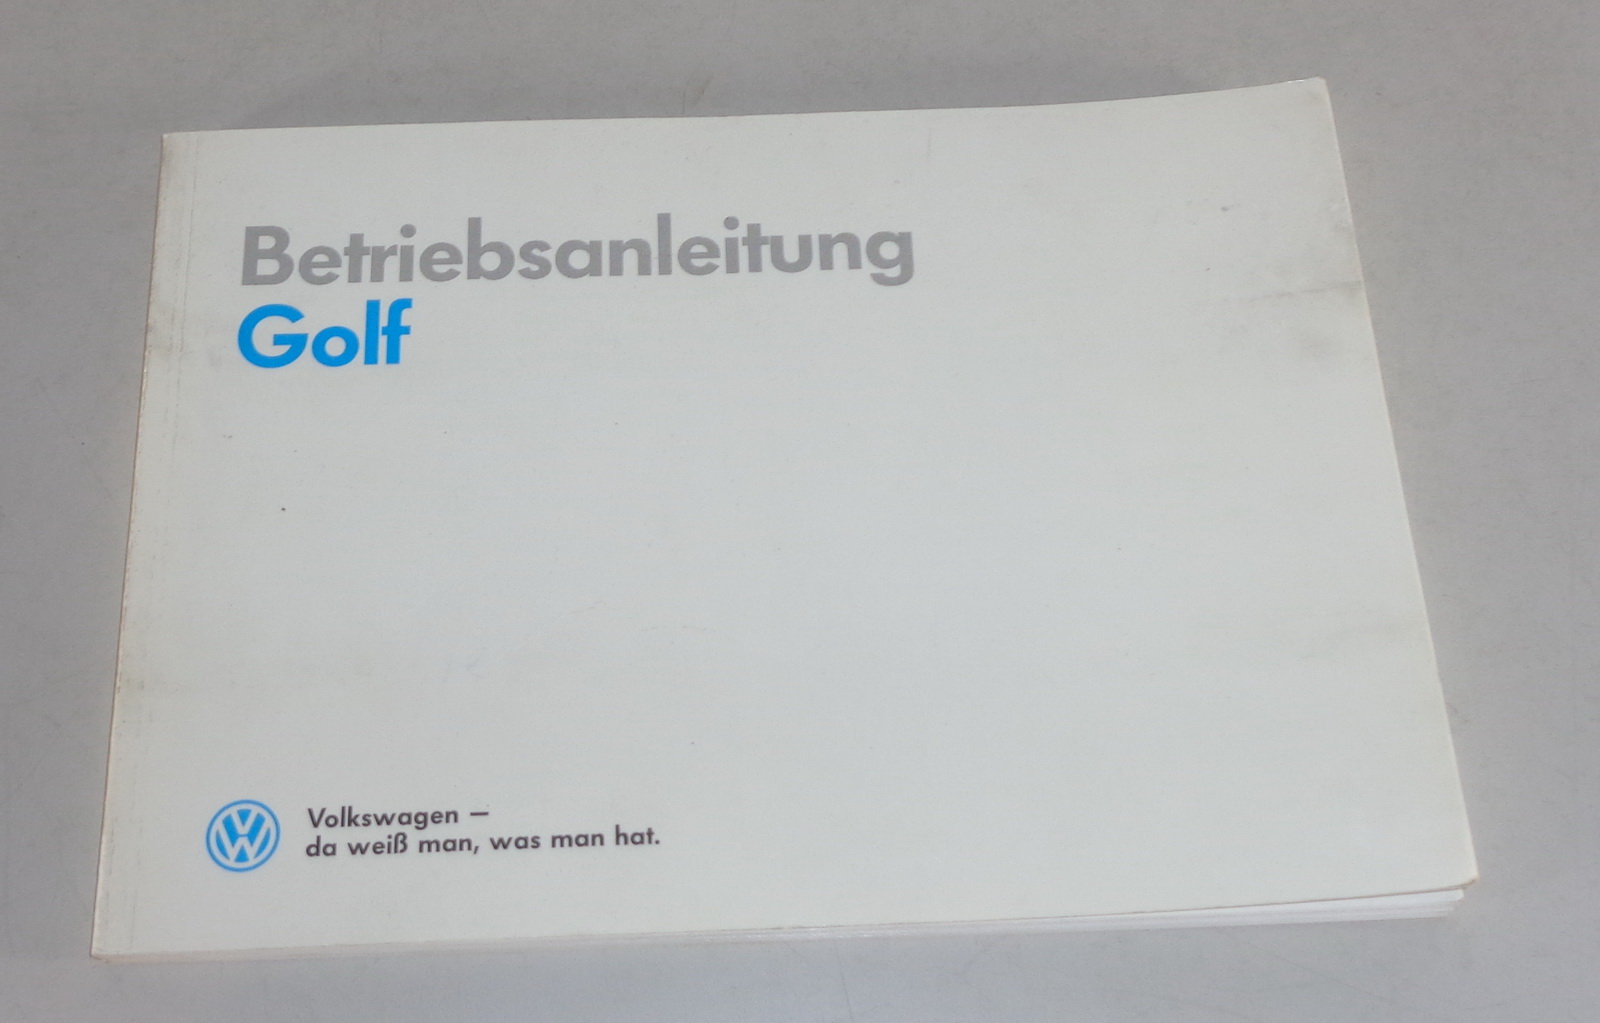 Betriebsanleitung
Golf
Volkswagen –
da weiß man, was man hat.